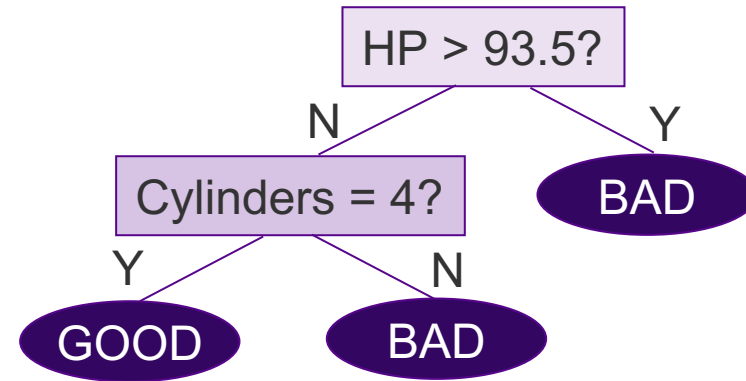 HP > 93.5?
N
Y
Cylinders = 4?
BAD
Y
N
GOOD
BAD